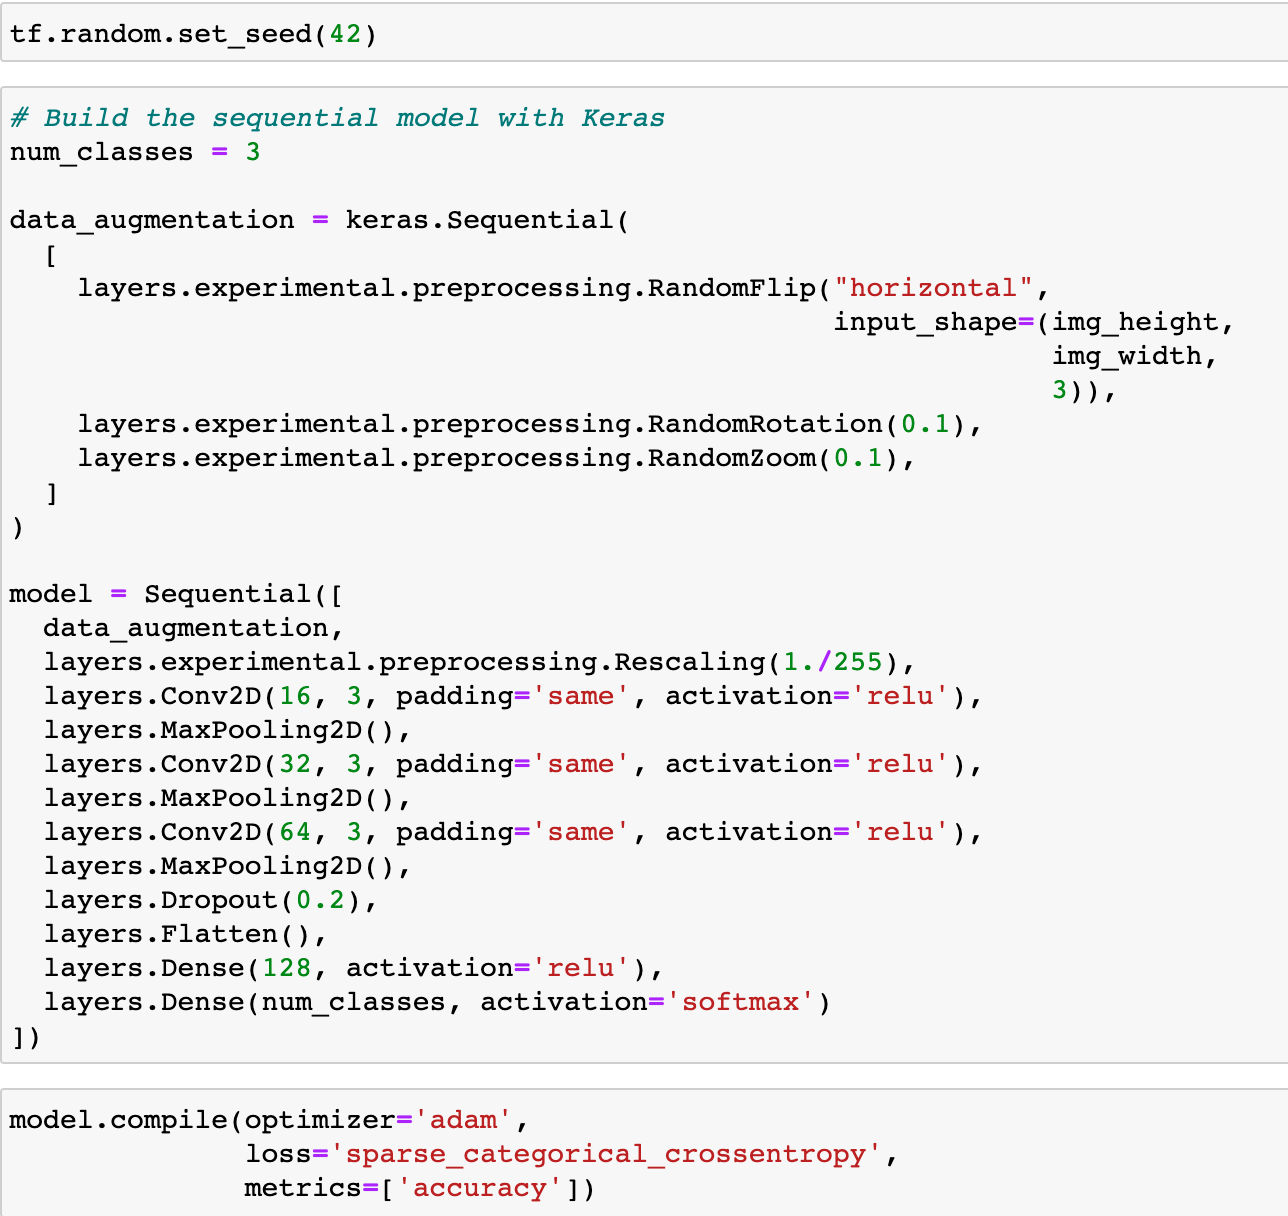 tf.random.set_seed(42)
# Build the sequential model with Keras
num_classes = 3
data_augmentation = keras.Sequential(
  [
    layers.experimental.preprocessing.RandomFlip("horizontal",
                                                 input_shape=(img_height,
                                                              img_width,
                                                              3)),
    layers.experimental.preprocessing.RandomRotation(0.1),
    layers.experimental.preprocessing.RandomZoom(0.1),
  ]
)
model = Sequential([
  data_augmentation,
  layers.experimental.preprocessing.Rescaling(1./255),
  layers.Conv2D(16, 3, padding='same', activation='relu'),
  layers.MaxPooling2D(),
  layers.Conv2D(32, 3, padding='same', activation='relu'),
  layers.MaxPooling2D(),
  layers.Conv2D(64, 3, padding='same', activation='relu'),
  layers.MaxPooling2D(),
  layers.Dropout(0.2),
  layers.Flatten(),
  layers.Dense(128, activation='relu'),
  layers.Dense(num_classes, activation='softmax')
])
model.compile(optimizer='adam',
              loss='sparse_categorical_crossentropy',
              metrics=['accuracy'])